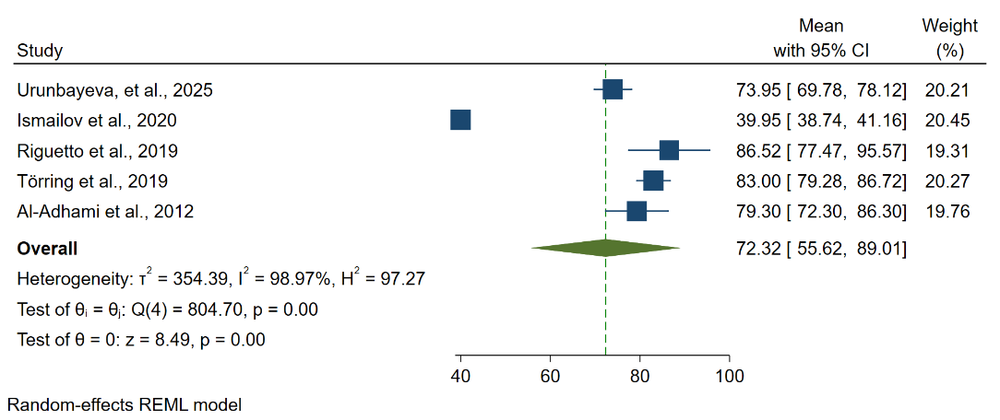 Mean Weight
Study with 95% CI (%)
Urunbayeva, et al., 2025 73.95 [ 69.78, 78.12] 20.21
Ismailov et al., 2020 39.95 [ 38.74, 41.16] 20.45
Riguetto et al., 2019 86.52 [ 77.47, 95.57] 19.31
Törring et al., 2019 83.00 [ 79.28, 86.72] 20.27
Al-Adhami et al., 2012 79.30 [ 72.30, 86.30] 19.76
Overall 72.32 [ 55.62, 89.01]
Heterogeneity: τ² = 354.39, I² = 98.97%, H² = 97.27
Test of θᵢ = θⱼ: Q(4) = 804.70, p = 0.00
Test of θ = 0: z = 8.49, p = 0.00
40 60 80 100
Random-effects REML model